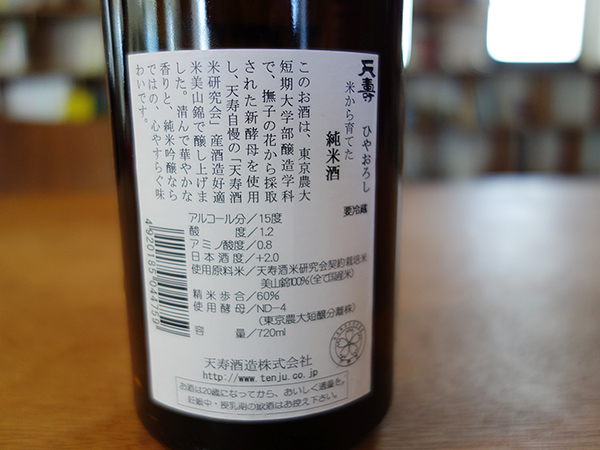 天壽
ひやおろし
米から育てた
純米酒
要冷蔵
このお酒は、東京農大
短期大学部醸造学科
で、撫子の花から採取
された新酵母を使用
し、天寿自慢の「天寿酒
米研究会」産酒造好適
米美山錦で醸し上げま
した。清んで華やかな
香りと、純米吟醸なら
ではの、心やすらぐ味
わいです。
アルコール分／15度
酸度／1.2
アミノ酸度／0.8
日本酒度／+2.0
使用原料米／天寿酒米研究会契約栽培米
美山錦100%(全て国産米)
精米歩合／60%
使用酵母／ND-4
(東京農大短醸分離株)
容量／720ml
4920185044759
天寿酒造株式会社
http://www.tenju.co.jp
お酒は20歳になってから、おいしく適量を。
妊娠中・授乳期の飲酒はお控え下さい。